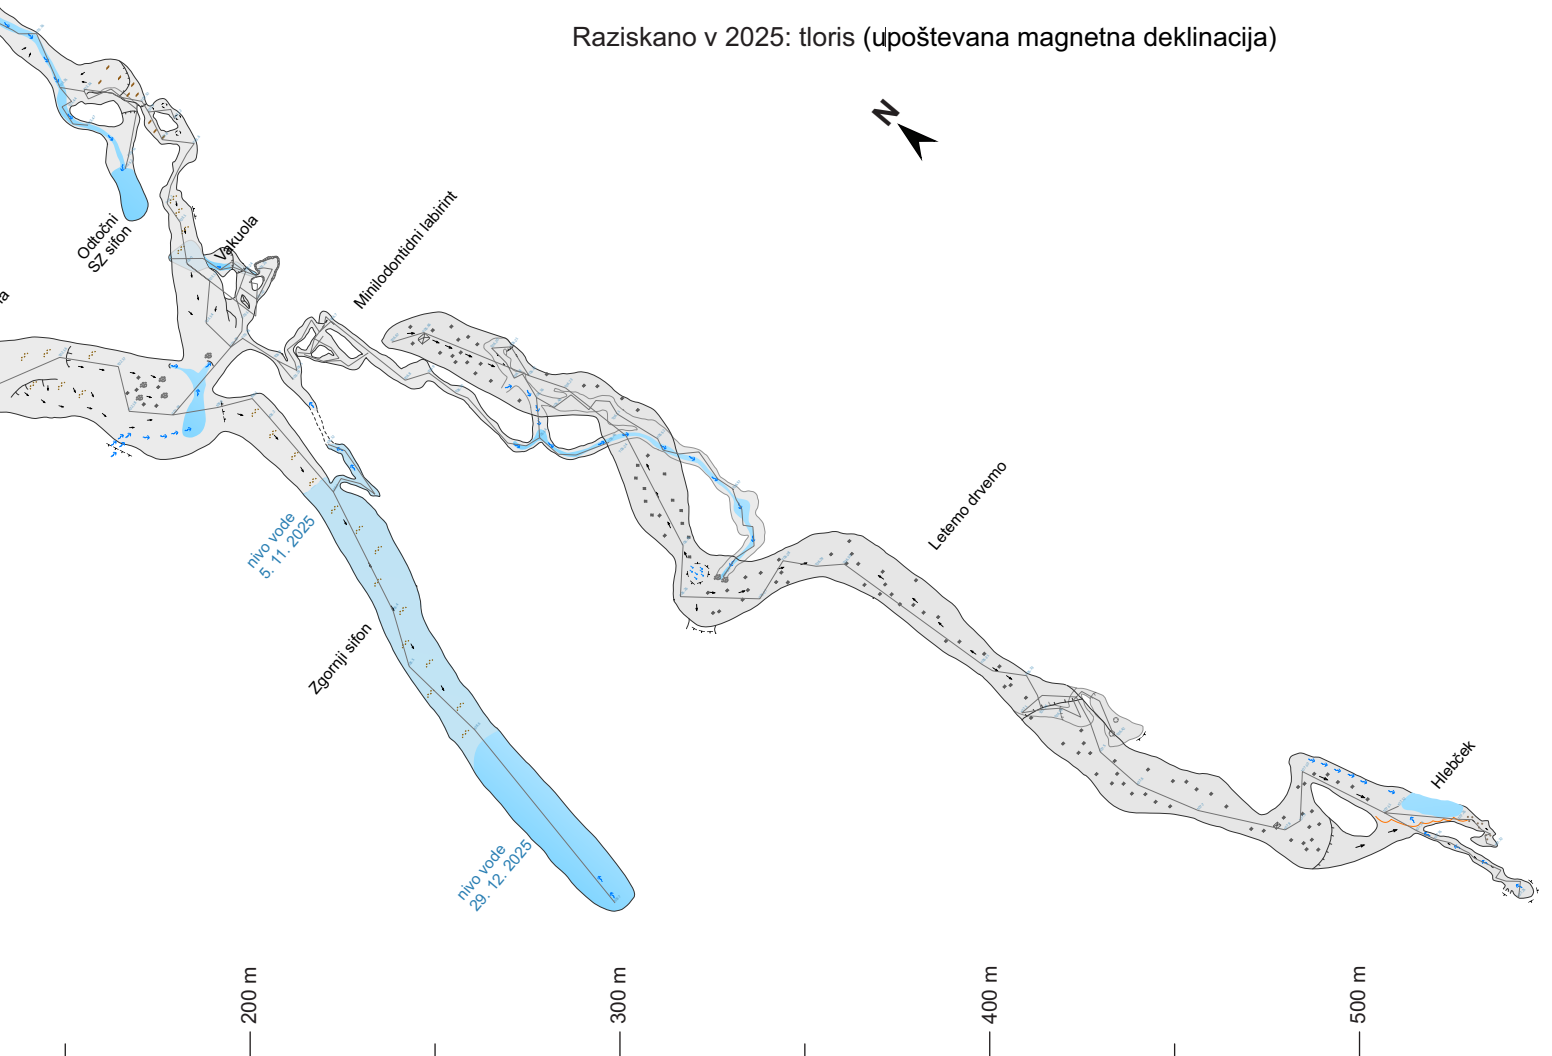 Raziskano v 2025: tloris (upoštevana magnetna deklinacija)
N
Odtočni
SZ sifon
Vakuola
Minilodontidni labirint
nivo vode
5. 11. 2025
Zgornji sifon
Letemo drvemo
nivo vode
29. 12. 2025
Hlebček
200 m
300 m
400 m
500 m